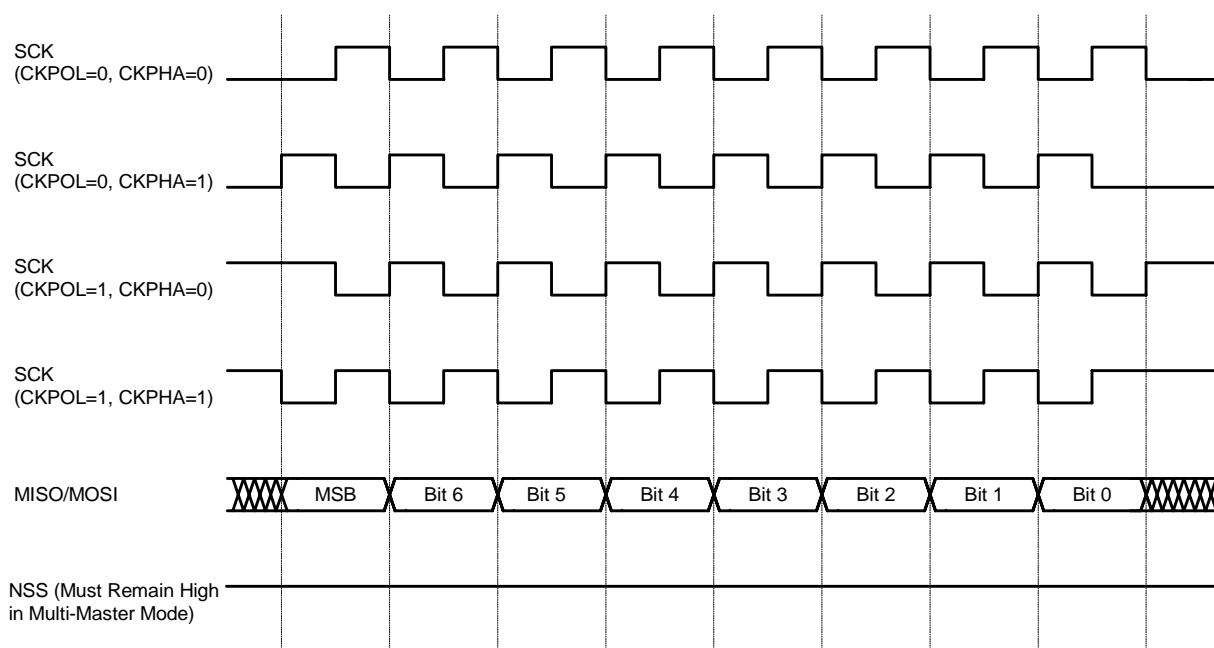 SCK
(CKPOL=0, CKPHA=0)
SCK
(CKPOL=0, CKPHA=1)
SCK
(CKPOL=1, CKPHA=0)
SCK
(CKPOL=1, CKPHA=1)
MISO/MOSI MSB Bit 6 Bit 5 Bit 4 Bit 3 Bit 2 Bit 1 Bit 0
NSS (Must Remain High
in Multi-Master Mode)